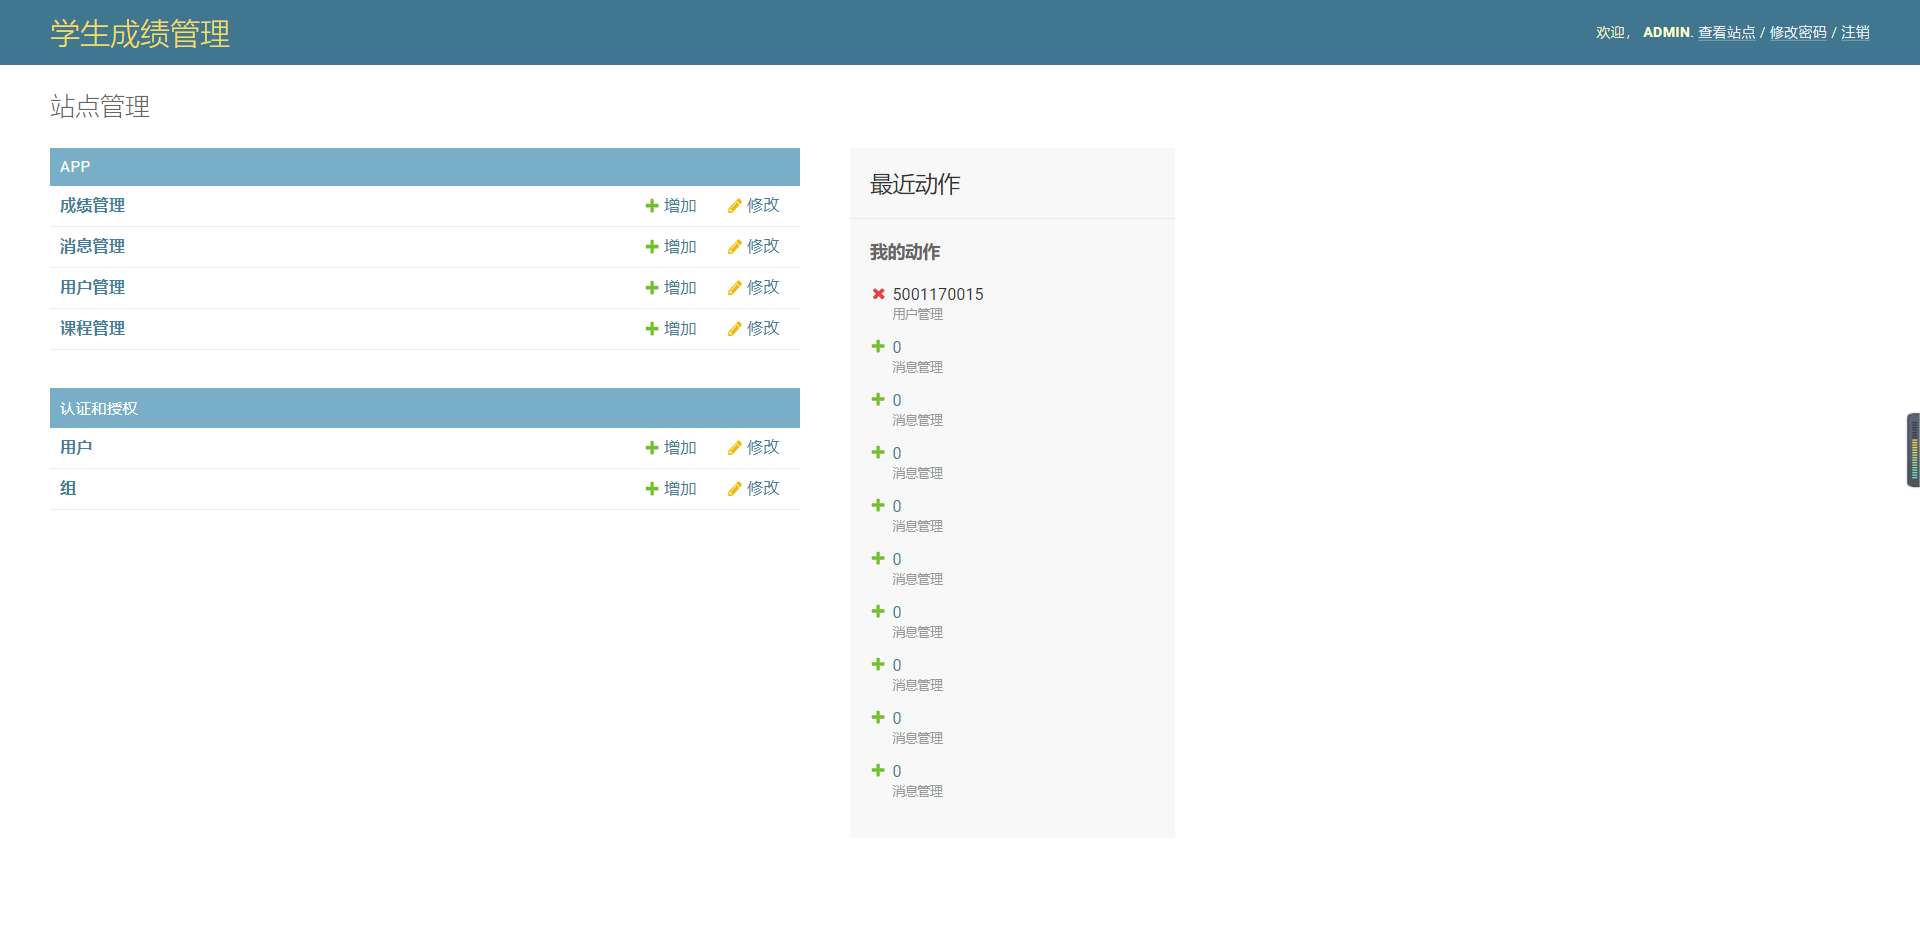 学生成绩管理
欢迎， ADMIN. 查看站点 / 修改密码 / 注销
站点管理
APP
成绩管理 增加 修改
消息管理 增加 修改
用户管理 增加 修改
课程管理 增加 修改
认证和授权
用户 增加 修改
组 增加 修改
最近动作
我的动作
5001170015
用户管理
0
消息管理
0
消息管理
0
消息管理
0
消息管理
0
消息管理
0
消息管理
0
消息管理
0
消息管理
0
消息管理